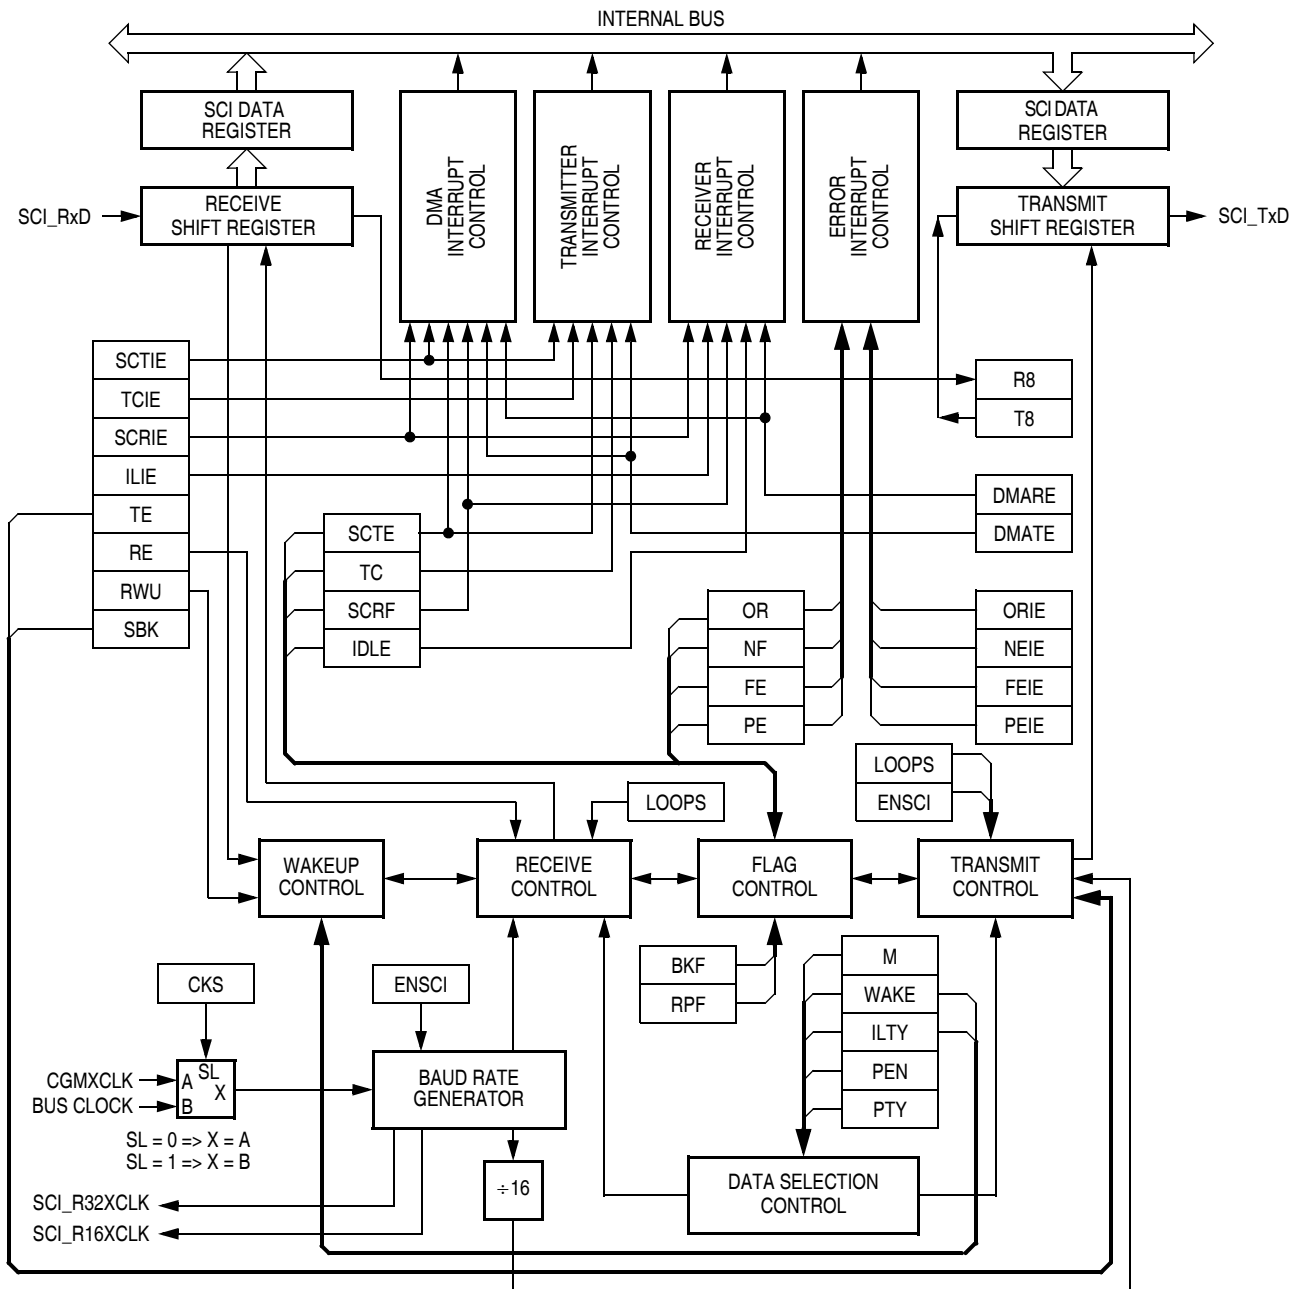 INTERNAL BUS
SCI DATA
REGISTER
SCI DATA
REGISTER
DMA
INTERRUPT
CONTROL
TRANSMITTER
INTERRUPT
CONTROL
RECEIVER
INTERRUPT
CONTROL
ERROR
INTERRUPT
CONTROL
SCI_RxD
RECEIVE
SHIFT REGISTER
TRANSMIT
SHIFT REGISTER
SCI_TxD
SCTIE
TCIE
SCRIE
ILIE
TE
RE
RWU
SBK
R8
T8
DMARE
DMATE
SCTE
TC
SCRF
IDLE
OR
NF
FE
PE
ORIE
NEIE
FEIE
PEIE
LOOPS
ENSCI
LOOPS
WAKEUP
CONTROL
RECEIVE
CONTROL
FLAG
CONTROL
TRANSMIT
CONTROL
BKF
RPF
M
WAKE
ILTY
PEN
PTY
CKS
ENSCI
CGMXCLK
BUS CLOCK
SL
A
X
B
SL = 0 => X = A
SL = 1 => X = B
BAUD RATE
GENERATOR
÷16
DATA SELECTION
CONTROL
SCI_R32XCLK
SCI_R16XCLK